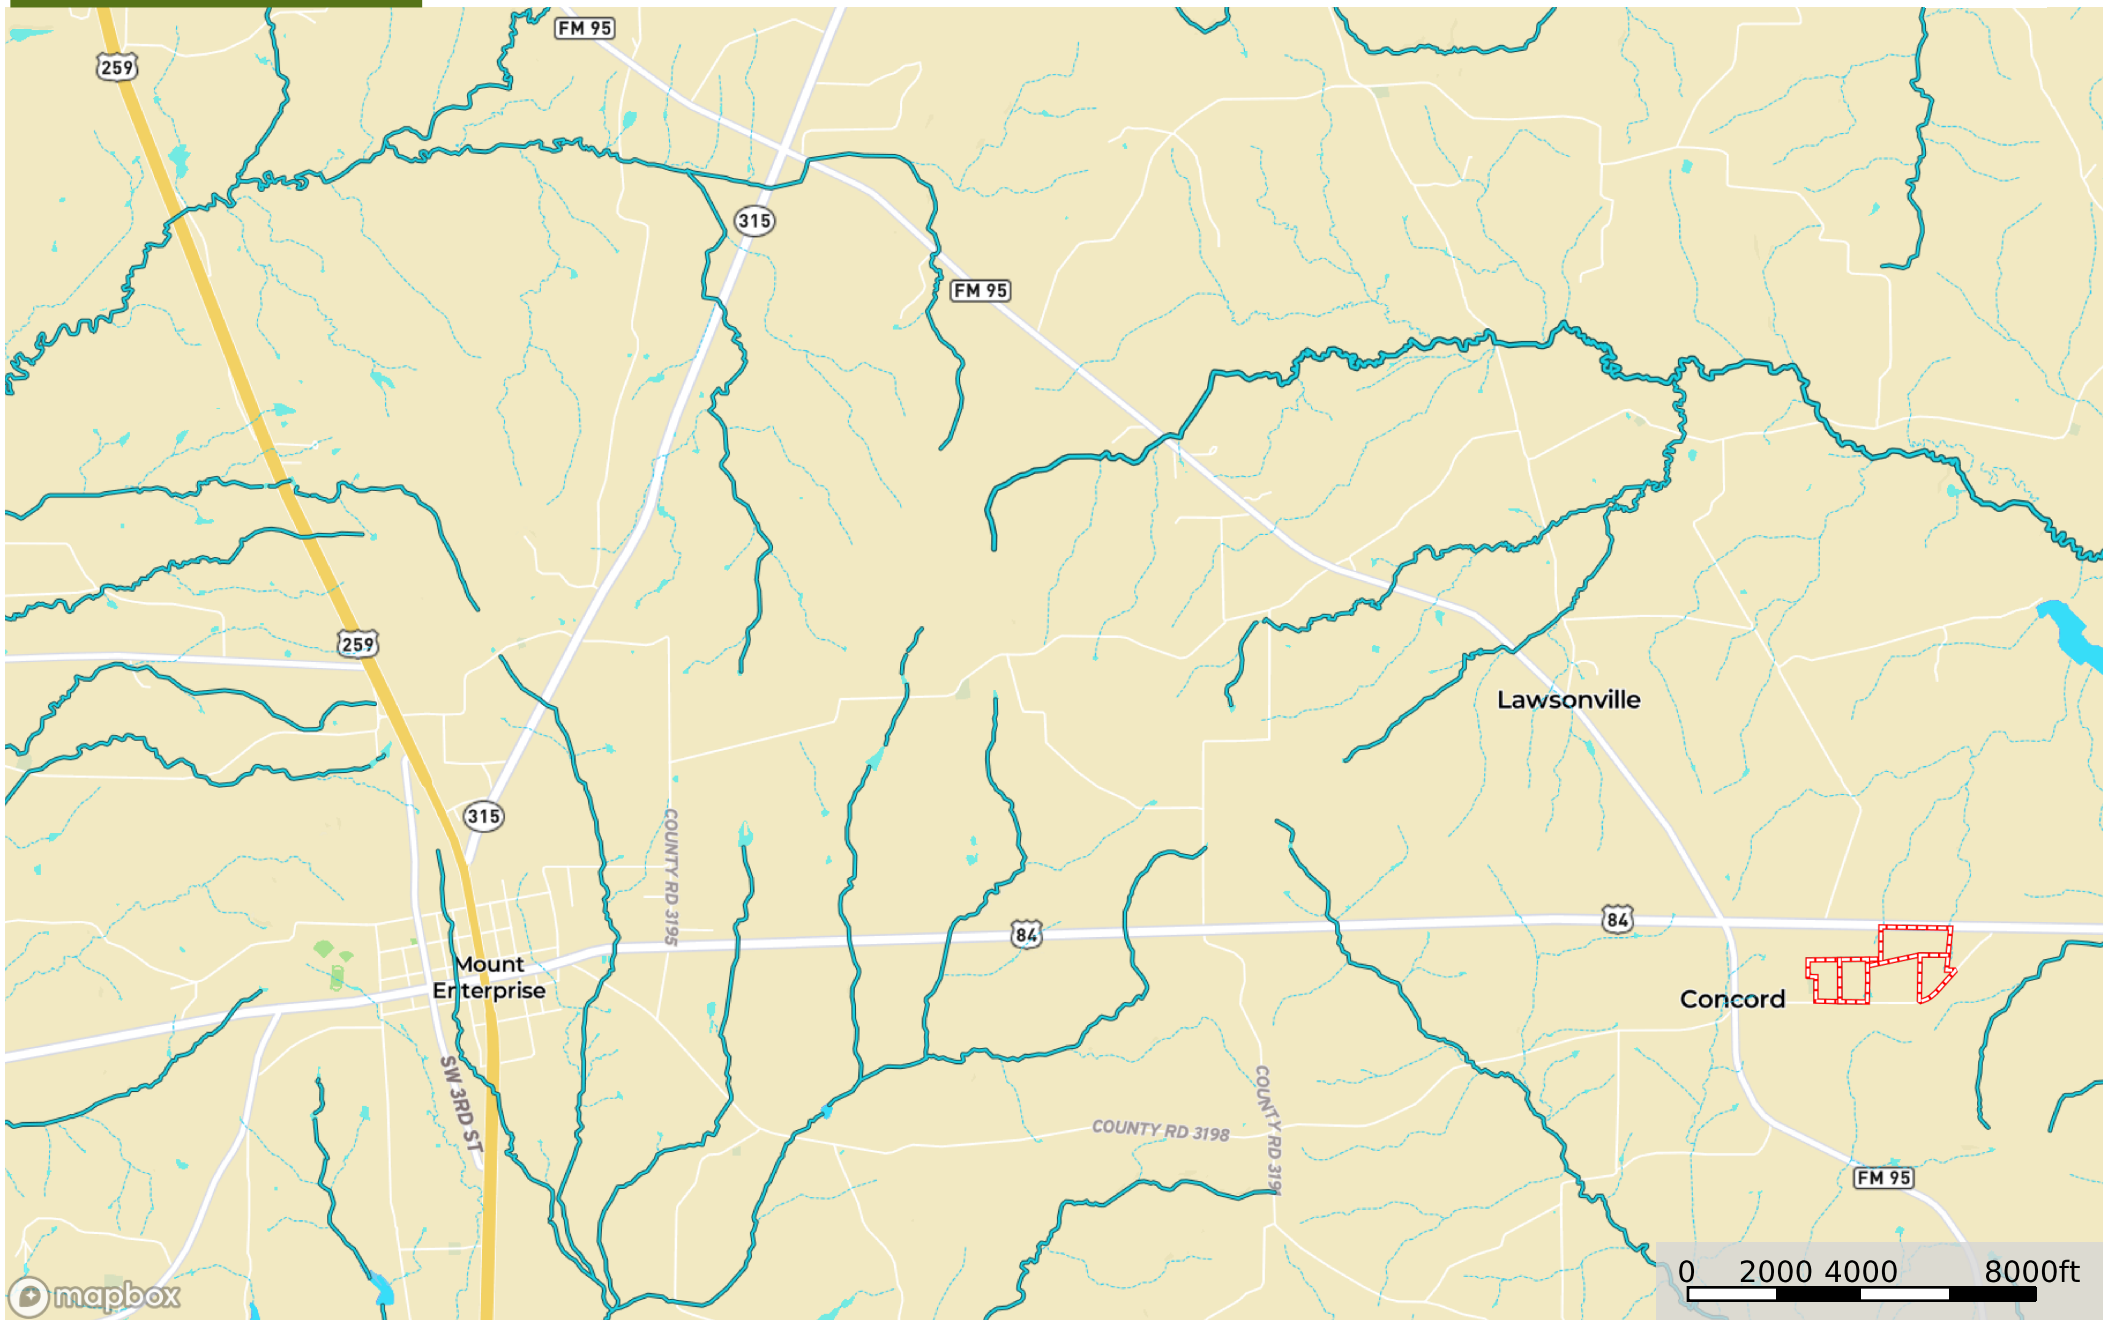 FM 95
259
315
FM 95
259
Lawsonville
315
COUNTY RD 3195
84
84
Mount
Enterprise
Concord
SW 3RD ST
COUNTY RD 3198
COUNTY RD 3191
FM 95
0 2000 4000 8000ft
mapbox